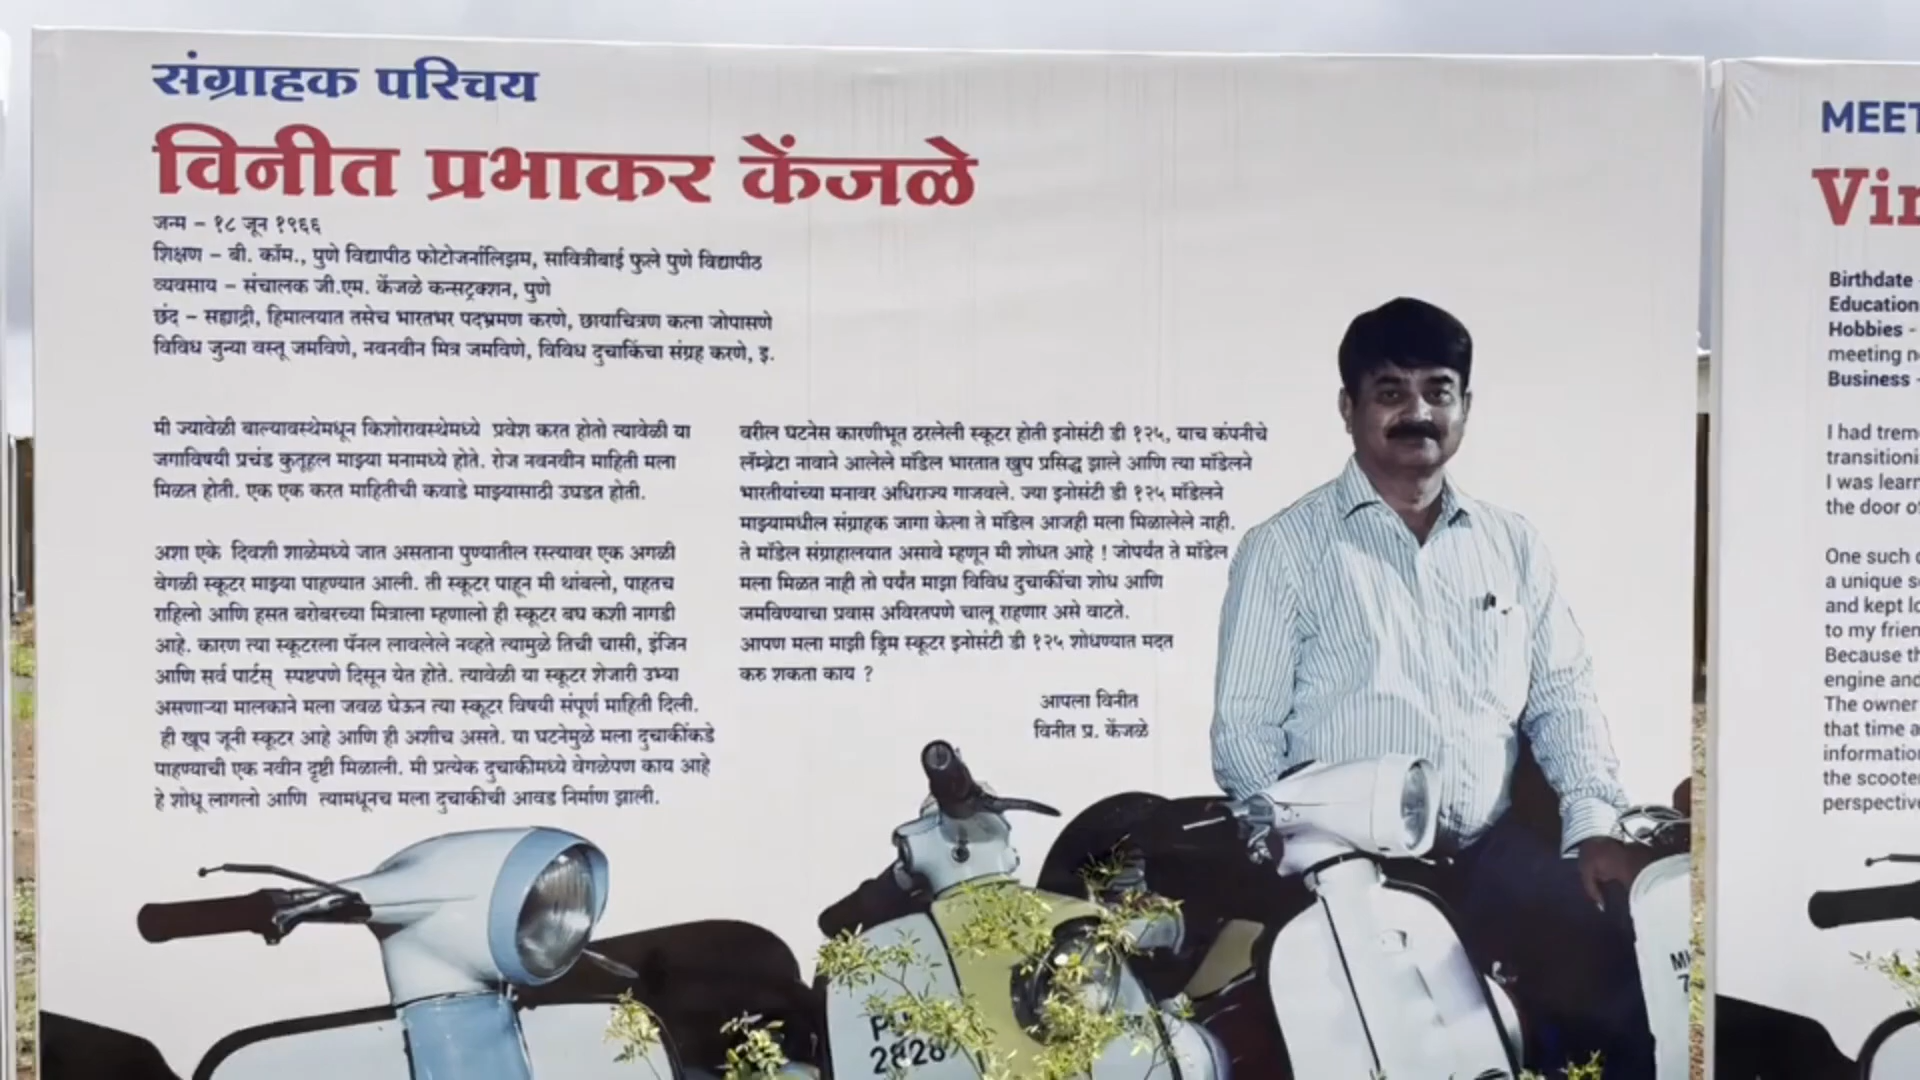 संग्राहक परिचय
विनीत प्रभाकर केंजळे
जन्म – १८ जून १९६६
शिक्षण – बी. कॉम., पुणे विद्यापीठ फोटोजर्नालिझम, सावित्रीबाई फुले पुणे विद्यापीठ
व्यवसाय – संचालक जी.एम. केंजळे कन्सट्रक्शन, पुणे
छंद – सह्याद्री, हिमालयात तसेच भारतभर पदभ्रमण करणे, छायाचित्रण कला जोपासणे
विविध जुन्या वस्तू जमविणे, नवनवीन मित्र जमविणे, विविध दुचाकिंचा संग्रह करणे, इ.
मी ज्यावेळी बाल्यावस्थेमधून किशोरावस्थेमध्ये प्रवेश करत होतो त्यावेळी या
जगाविषयी प्रचंड कुतूहल माझ्या मनामध्ये होते. रोज नवनवीन माहिती मला
मिळत होती. एक एक करत माहितीची कवाडे माझ्यासाठी उघडत होती.
अशा एके दिवशी शाळेमध्ये जात असताना पुण्यातील रस्त्यावर एक अगळी
वेगळी स्कूटर माझ्या पाहण्यात आली. ती स्कूटर पाहून मी थांबलो, पाहतच
राहिलो आणि हसत बरोबरच्या मित्राला म्हणालो ही स्कूटर बघ कशी नागडी
आहे. कारण त्या स्कूटरला पॅनल लावलेले नव्हते त्यामुळे तिची चासी, इंजिन
आणि सर्व पार्टस् स्पष्टपणे दिसून येत होते. त्यावेळी या स्कूटर शेजारी उभ्या
असणाऱ्या मालकाने मला जवळ घेऊन त्या स्कूटर विषयी संपूर्ण माहिती दिली.
ही खूप जूनी स्कूटर आहे आणि ही अशीच असते. या घटनेमुळे मला दुचाकींकडे
पाहण्याची एक नवीन दृष्टी मिळाली. मी प्रत्येक दुचाकीमध्ये वेगळेपण काय आहे
हे शोधू लागलो आणि त्यामधूनच मला दुचाकीची आवड निर्माण झाली.
वरील घटनेस कारणीभूत ठरलेली स्कूटर होती इनोसंटी डी १२५, याच कंपनीचे
लॅम्ब्रेटा नावाने आलेले मॉडेल भारतात खुप प्रसिद्ध झाले आणि त्या मॉडेलने
भारतीयांच्या मनावर अधिराज्य गाजवले. ज्या इनोसंटी डी १२५ मॉडेलने
माझ्यामधील संग्राहक जागा केला ते मॉडेल आजही मला मिळालेले नाही.
ते मॉडेल संग्राहालयात असावे म्हणून मी शोधत आहे ! जोपर्यंत ते मॉडेल
मला मिळत नाही तो पर्यंत माझा विविध दुचाकींचा शोध आणि
जमविण्याचा प्रवास अविरतपणे चालू राहणार असे वाटते.
आपण मला माझी ड्रिम स्कूटर इनोसंटी डी १२५ शोधण्यात मदत
करु शकता काय ?
आपला विनीत
विनीत प्र. केंजळे
2828
MEET
Birthdate -
Education
Hobbies -
meeting
Business -
I had
I was
the door
One such
a unique
and kept
to my
Because
engine and
The owner
that time
the